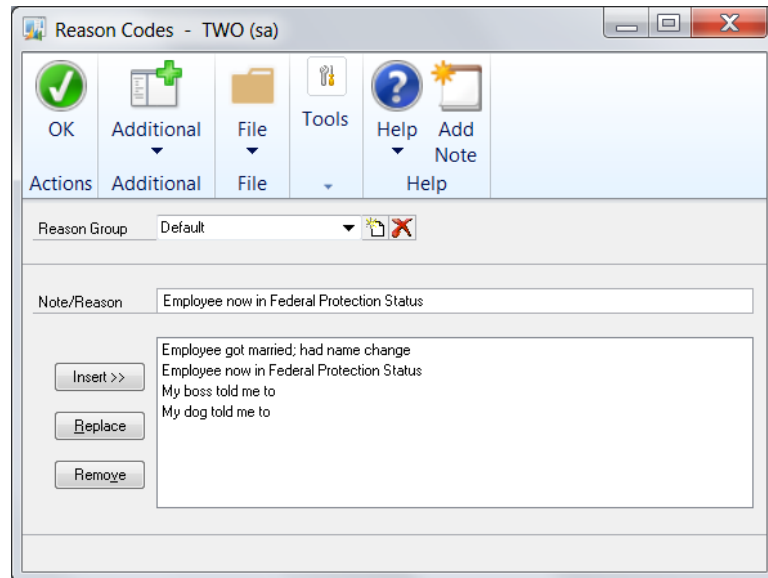 Reason Codes - TWO (sa)
OK
Additional
File
Tools
Help
Add
Note
Actions
Additional
File
Help
Reason Group
Default
Note/Reason
Employee now in Federal Protection Status
Insert >>
Replace
Remove
Employee got married; had name change
Employee now in Federal Protection Status
My boss told me to
My dog told me to